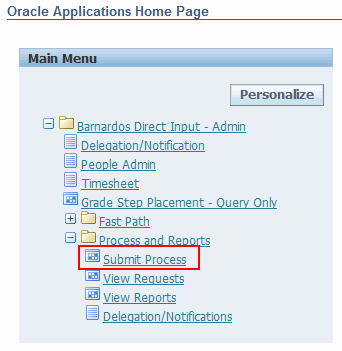 Oracle Applications Home Page
Main Menu
Personalize
Barnardos Direct Input - Admin
Delegation/Notification
People Admin
Timesheet
Grade Step Placement - Query Only
Fast Path
Process and Reports
Submit Process
View Requests
View Reports
Delegation/Notifications